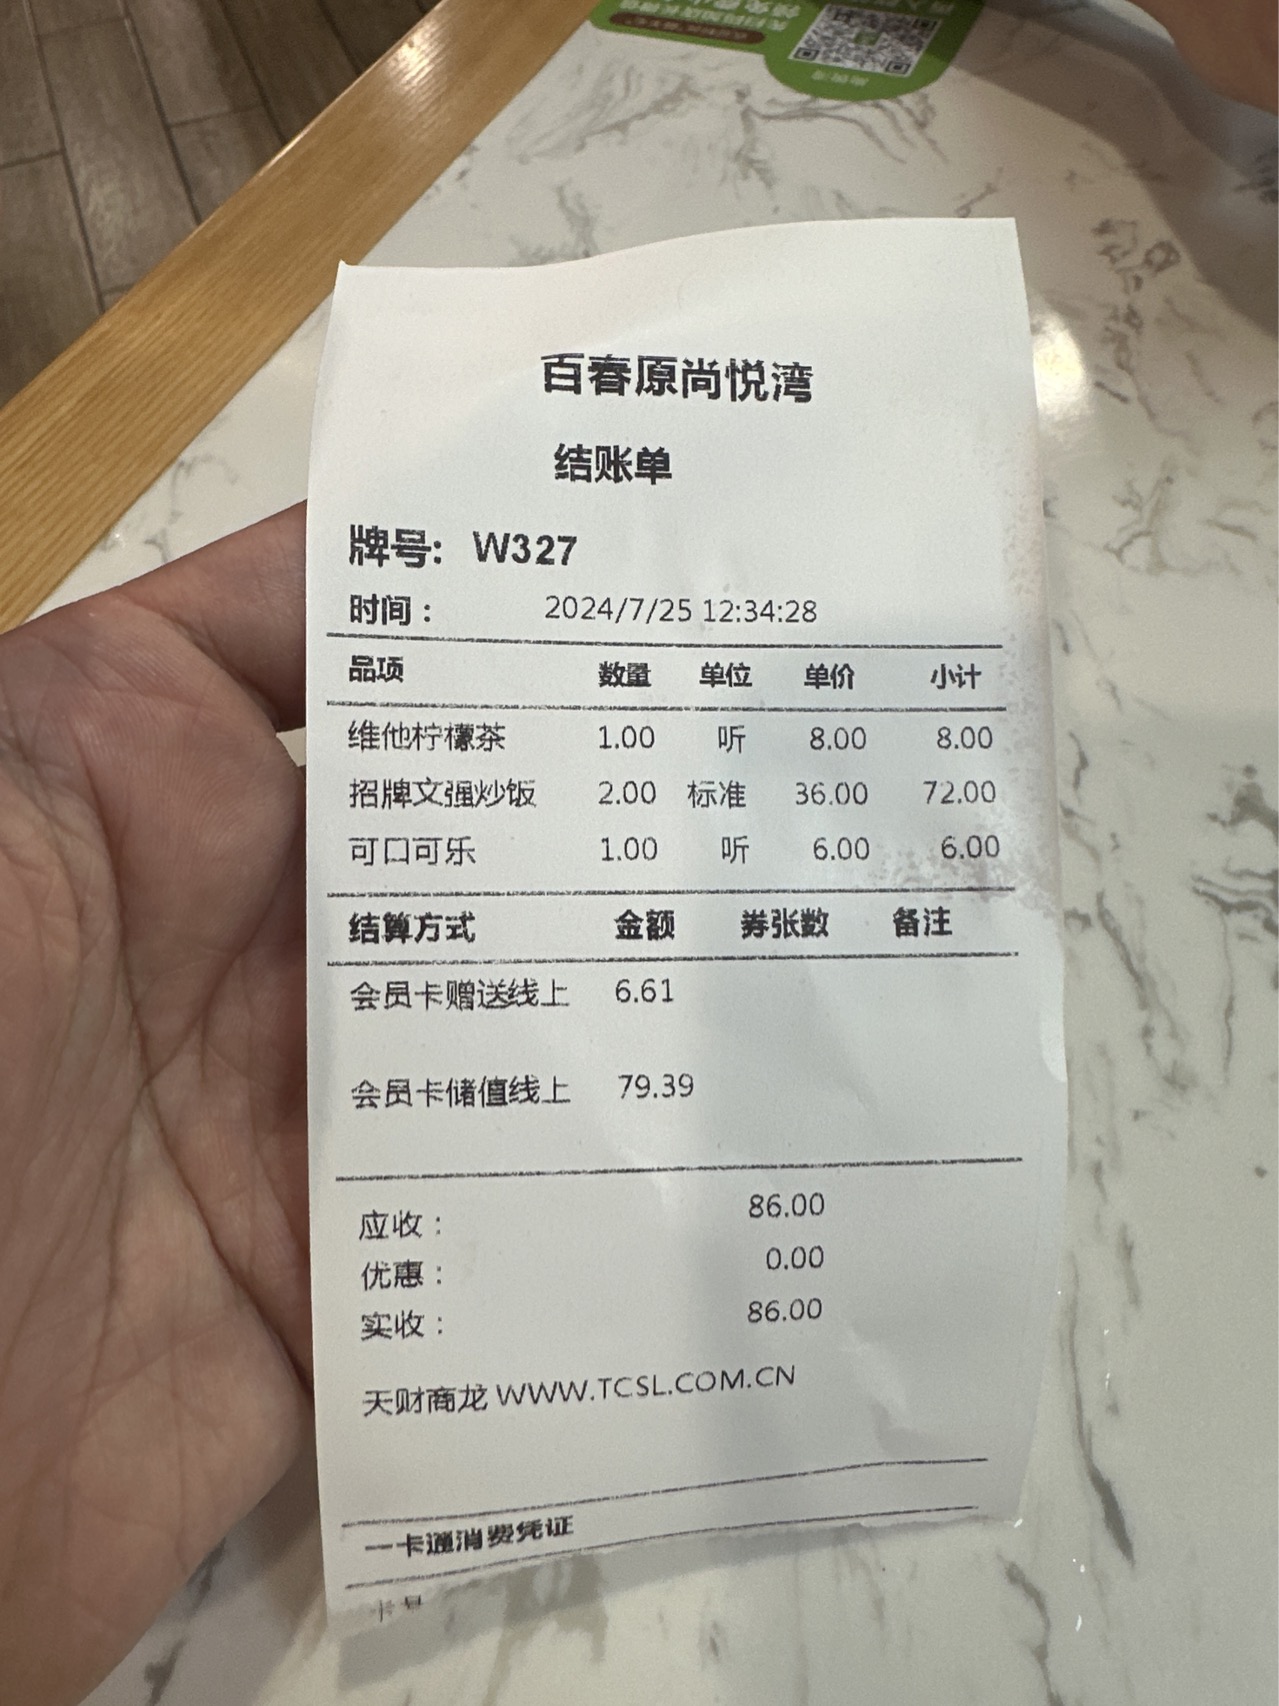 百春原尚悦湾
结账单
牌号: W327
时间： 2024/7/25 12:34:28
品项 数量 单位 单价 小计
维他柠檬茶 1.00 听 8.00 8.00
招牌文强炒饭 2.00 标准 36.00 72.00
可口可乐 1.00 听 6.00 6.00
结算方式 金额 券张数 备注
会员卡赠送线上 6.61
会员卡储值线上 79.39
应收： 86.00
优惠： 0.00
实收： 86.00
天财商龙 WWW.TCSL.COM.CN
一卡通消费凭证